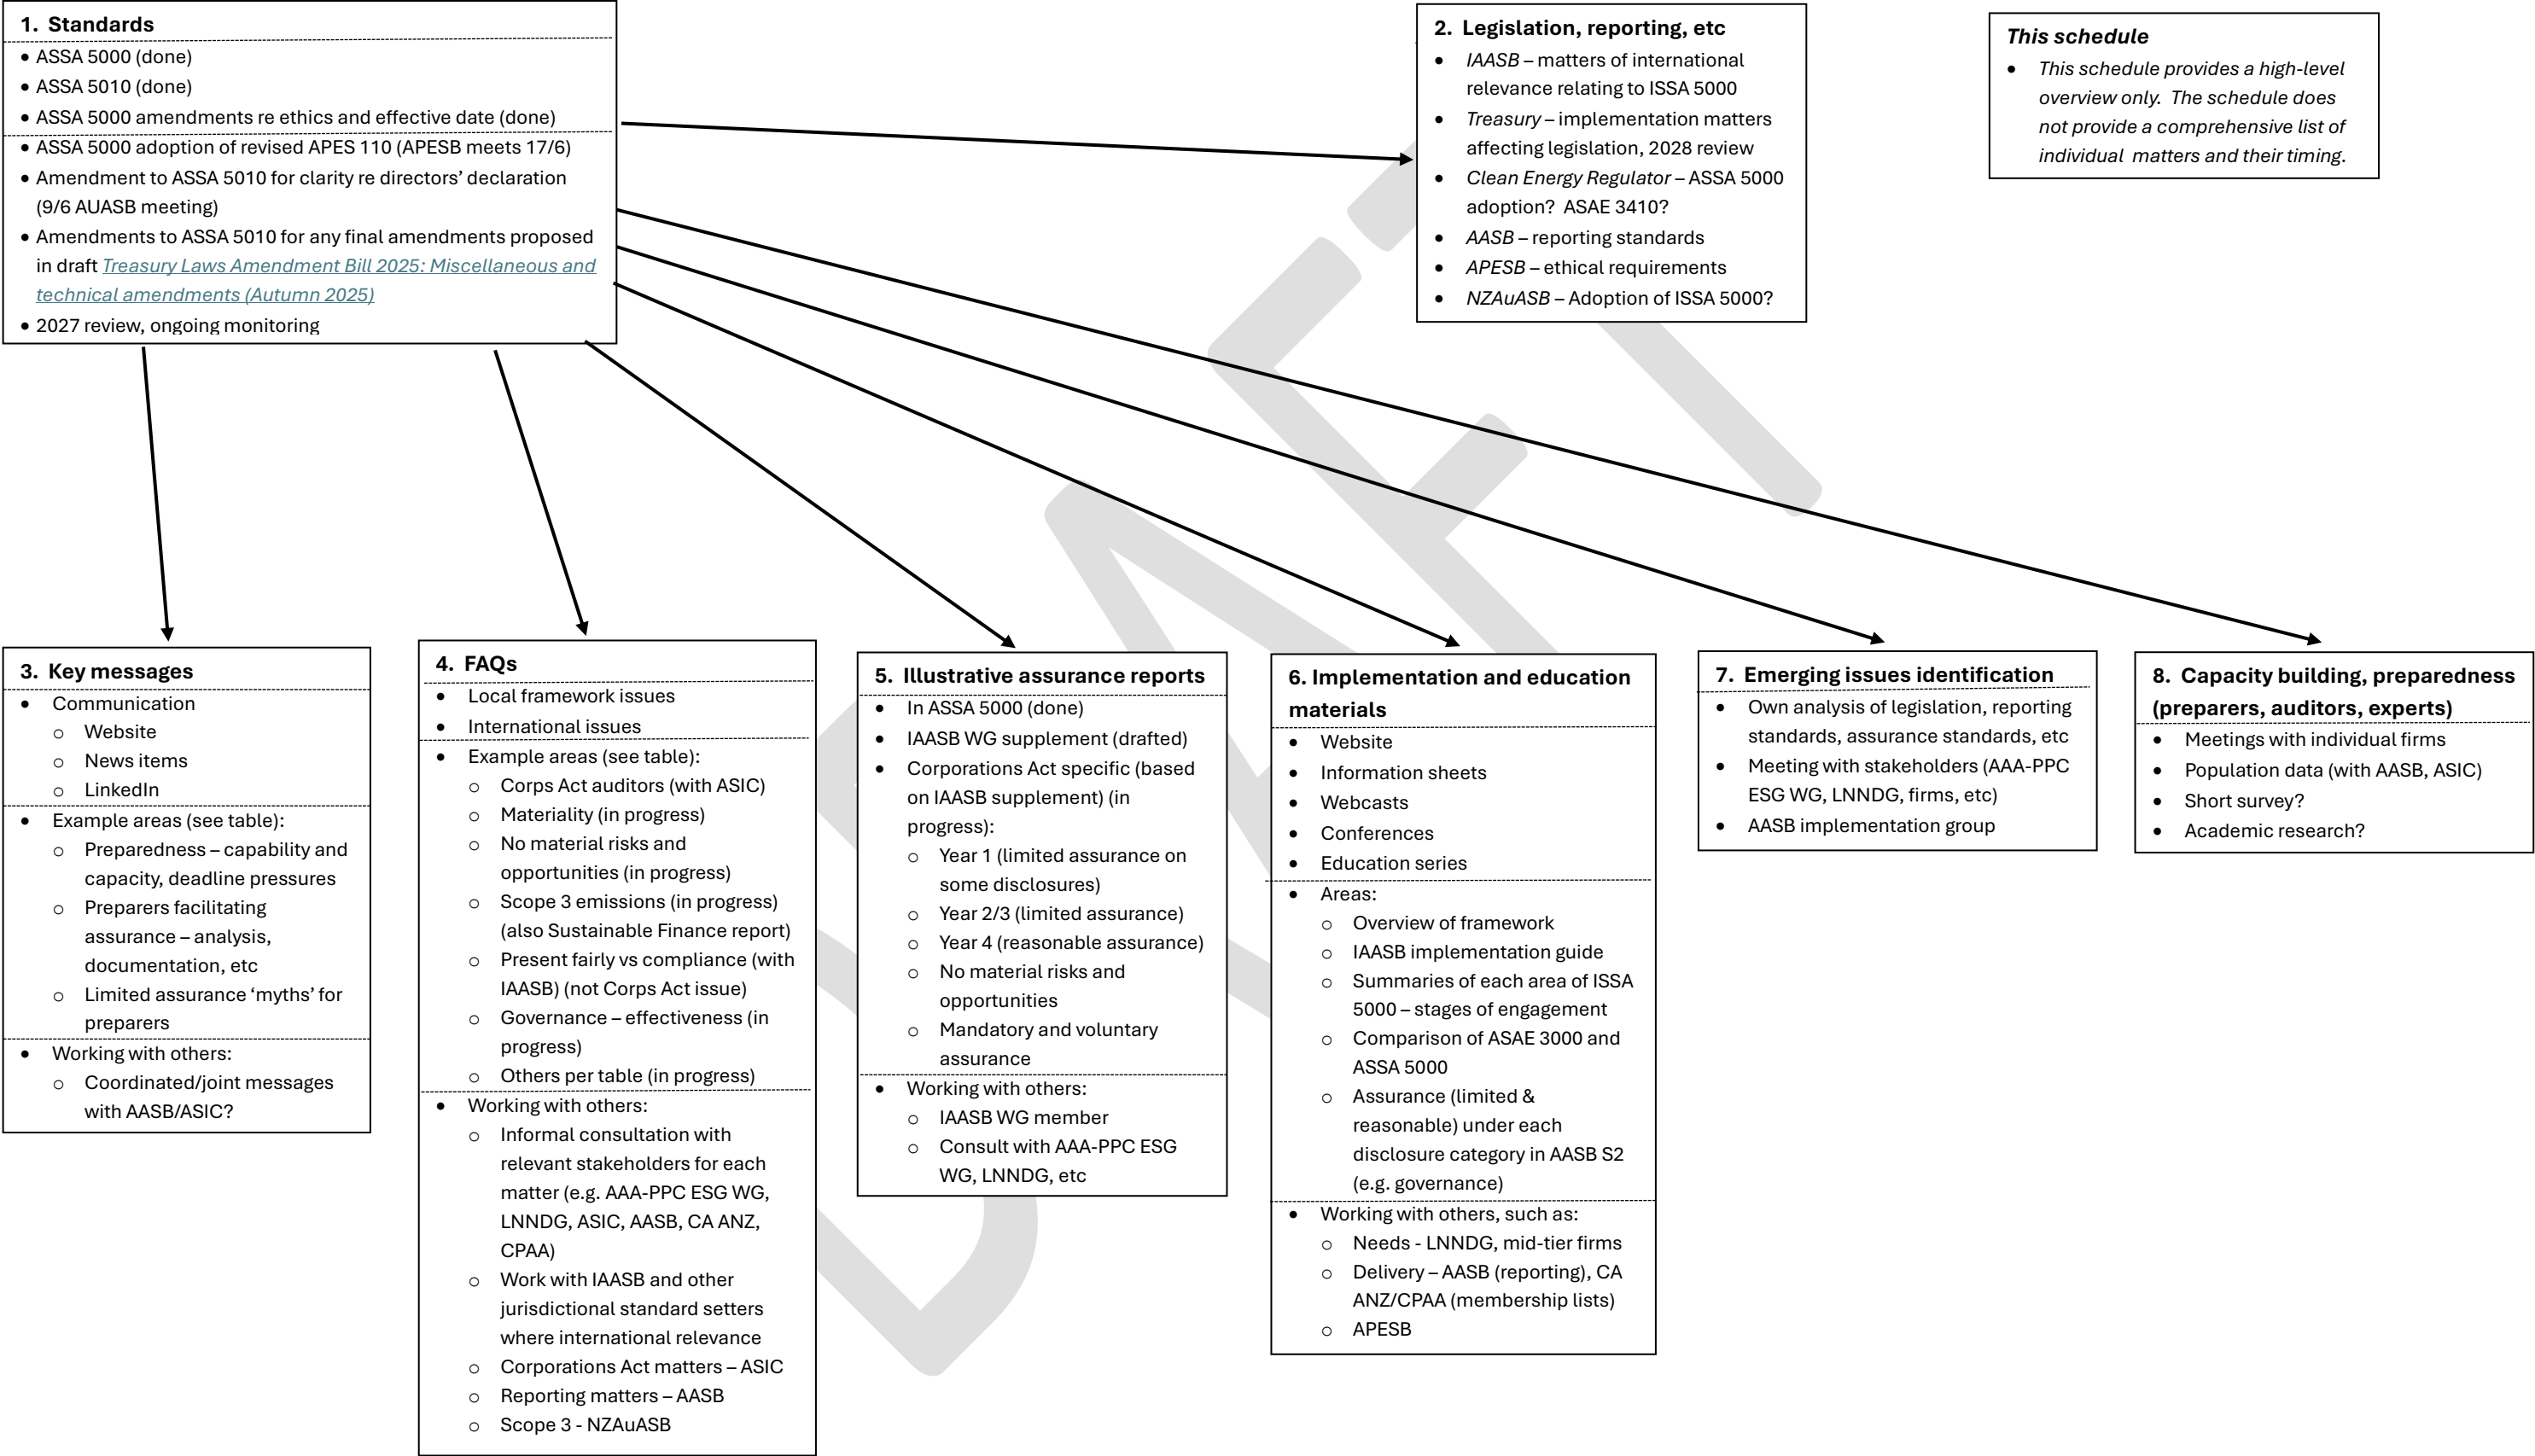 1. Standards
• ASSA 5000 (done)
• ASSA 5010 (done)
• ASSA 5000 amendments re ethics and effective date (done)
• ASSA 5000 adoption of revised APES 110 (APESB meets 17/6)
• Amendment to ASSA 5010 for clarity re directors’ declaration
(9/6 AUASB meeting)
• Amendments to ASSA 5010 for any final amendments proposed
in draft Treasury Laws Amendment Bill 2025: Miscellaneous and
technical amendments (Autumn 2025)
• 2027 review, ongoing monitoring
2. Legislation, reporting, etc
• IAASB – matters of international
relevance relating to ISSA 5000
• Treasury – implementation matters
affecting legislation, 2028 review
• Clean Energy Regulator – ASSA 5000
adoption? ASAE 3410?
• AASB – reporting standards
• APESB – ethical requirements
• NZAuASB – Adoption of ISSA 5000?
This schedule
• This schedule provides a high-level
overview only. The schedule does
not provide a comprehensive list of
individual matters and their timing.
3. Key messages
• Communication
o Website
o News items
o LinkedIn
• Example areas (see table):
o Preparedness – capability and
capacity, deadline pressures
o Preparers facilitating
assurance – analysis,
documentation, etc
o Limited assurance ‘myths’ for
preparers
• Working with others:
o Coordinated/joint messages
with AASB/ASIC?
4. FAQs
• Local framework issues
• International issues
• Example areas (see table):
o Corps Act auditors (with ASIC)
o Materiality (in progress)
o No material risks and
opportunities (in progress)
o Scope 3 emissions (in progress)
(also Sustainable Finance report)
o Present fairly vs compliance (with
IAASB) (not Corps Act issue)
o Governance – effectiveness (in
progress)
o Others per table (in progress)
• Working with others:
o Informal consultation with
relevant stakeholders for each
matter (e.g. AAA-PPC ESG WG,
LNNDG, ASIC, AASB, CA ANZ,
CPAA)
o Work with IAASB and other
jurisdictional standard setters
where international relevance
o Corporations Act matters – ASIC
o Reporting matters – AASB
o Scope 3 - NZAuASB
5. Illustrative assurance reports
• In ASSA 5000 (done)
• IAASB WG supplement (drafted)
• Corporations Act specific (based
on IAASB supplement) (in
progress):
o Year 1 (limited assurance on
some disclosures)
o Year 2/3 (limited assurance)
o Year 4 (reasonable assurance)
o No material risks and
opportunities
o Mandatory and voluntary
assurance
• Working with others:
o IAASB WG member
o Consult with AAA-PPC ESG
WG, LNNDG, etc
6. Implementation and education
materials
• Website
• Information sheets
• Webcasts
• Conferences
• Education series
• Areas:
o Overview of framework
o IAASB implementation guide
o Summaries of each area of ISSA
5000 – stages of engagement
o Comparison of ASAE 3000 and
ASSA 5000
o Assurance (limited &
reasonable) under each
disclosure category in AASB S2
(e.g. governance)
• Working with others, such as:
o Needs - LNNDG, mid-tier firms
o Delivery – AASB (reporting), CA
ANZ/CPAA (membership lists)
o APESB
7. Emerging issues identification
• Own analysis of legislation, reporting
standards, assurance standards, etc
• Meeting with stakeholders (AAA-PPC
ESG WG, LNNDG, firms, etc)
• AASB implementation group
8. Capacity building, preparedness
(preparers, auditors, experts)
• Meetings with individual firms
• Population data (with AASB, ASIC)
• Short survey?
• Academic research?
DRAFT